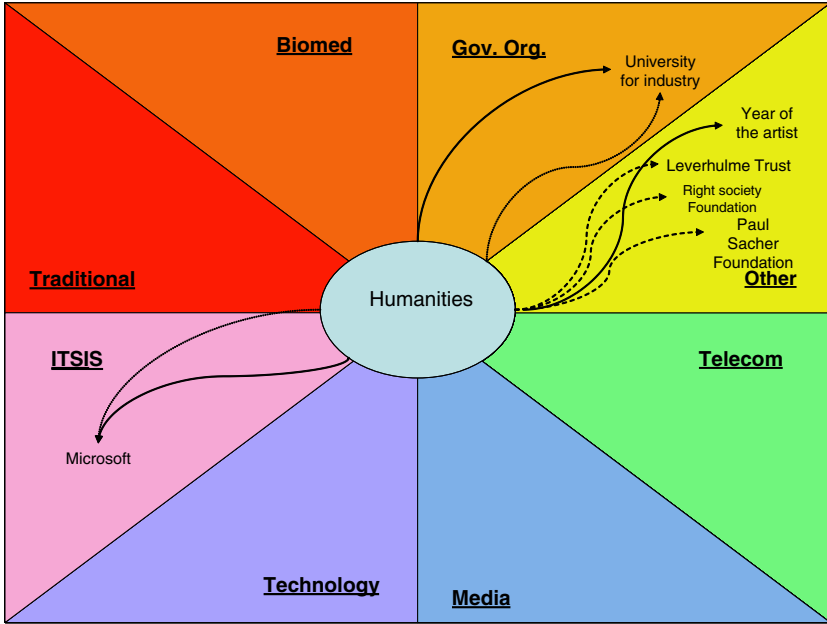 Biomed
Gov. Org.
University
for industry
Year of
the artist
Leverhulme Trust
Right society
Foundation
Paul
Sacher
Foundation
Other
Traditional
Humanities
ITSIS
Telecom
Microsoft
Technology
Media